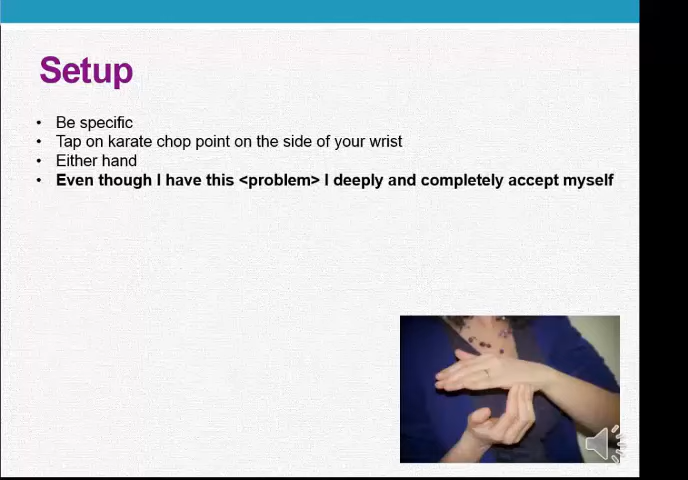 Setup
• Be specific
• Tap on karate chop point on the side of your wrist
• Either hand
• Even though I have this <problem> I deeply and completely accept myself